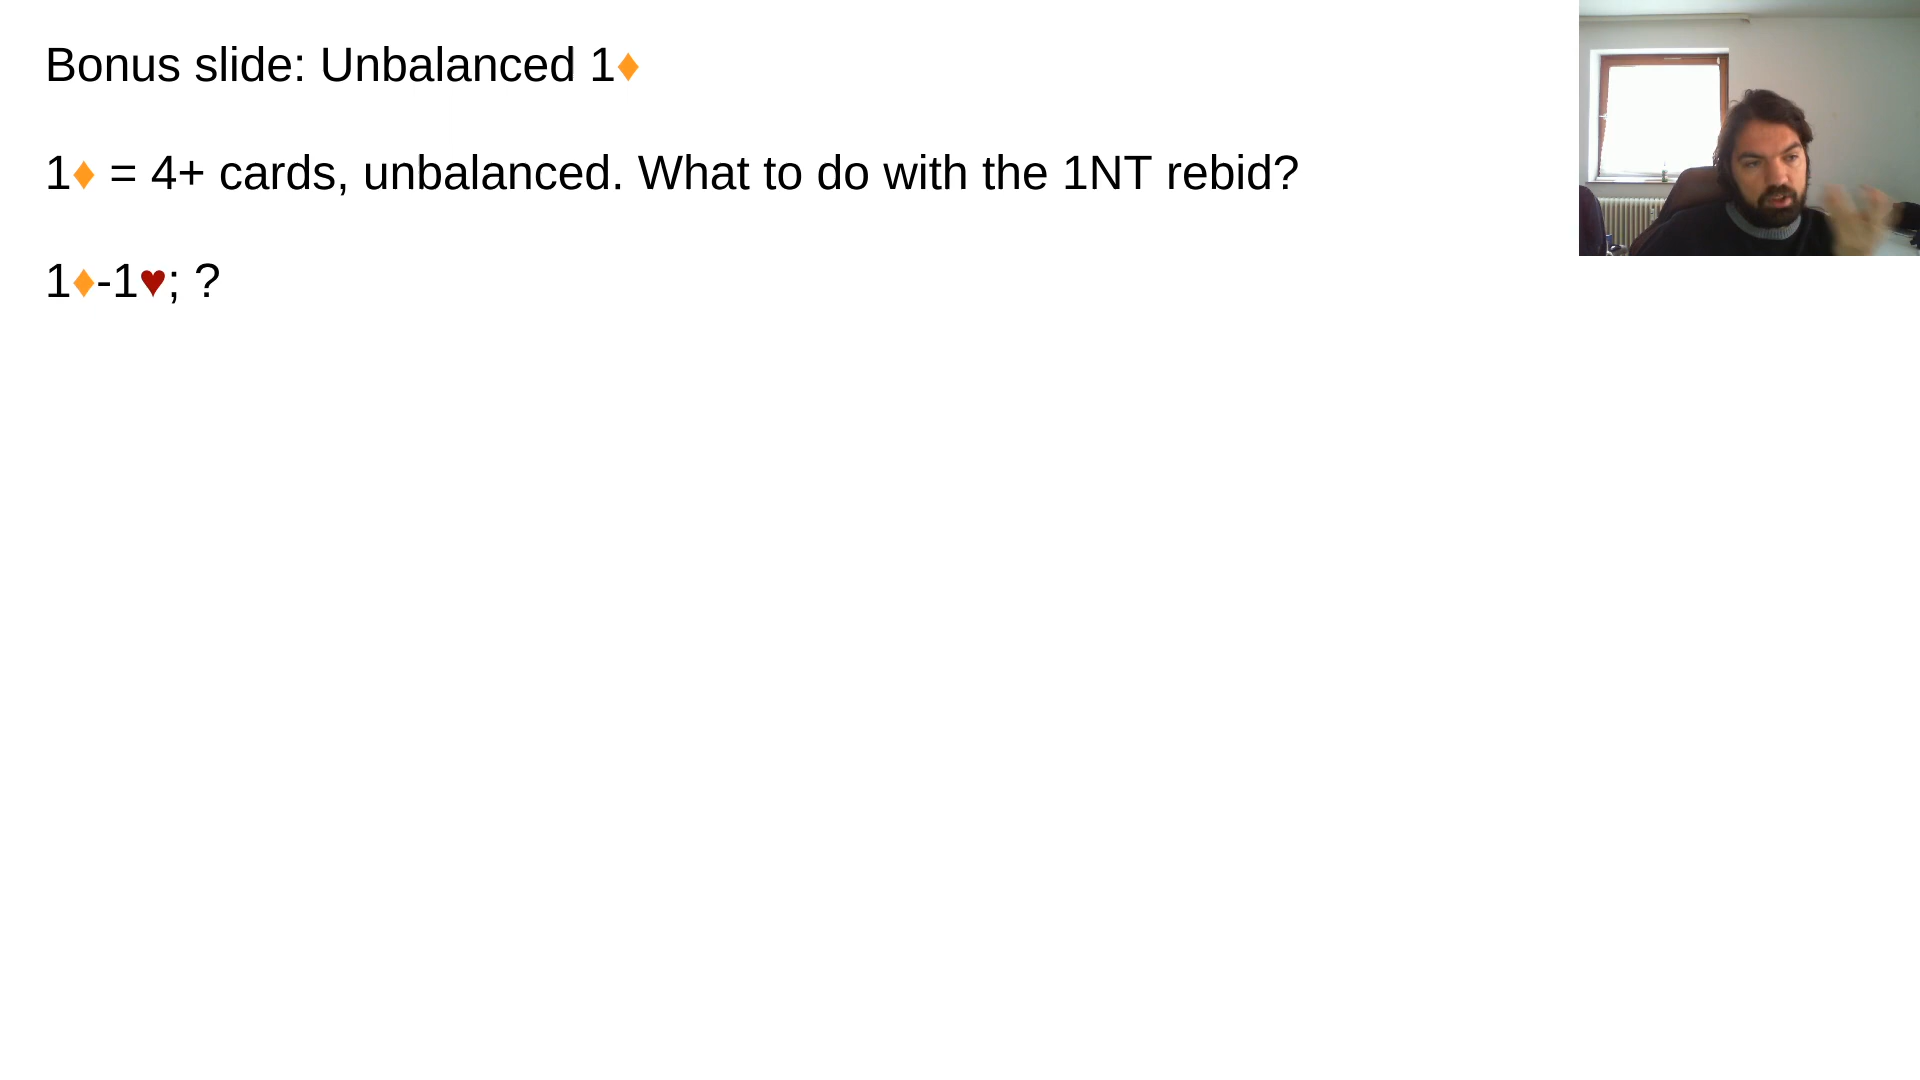 Bonus slide: Unbalanced 1♦
1♦ = 4+ cards, unbalanced. What to do with the 1NT rebid?
1♦-1♥; ?